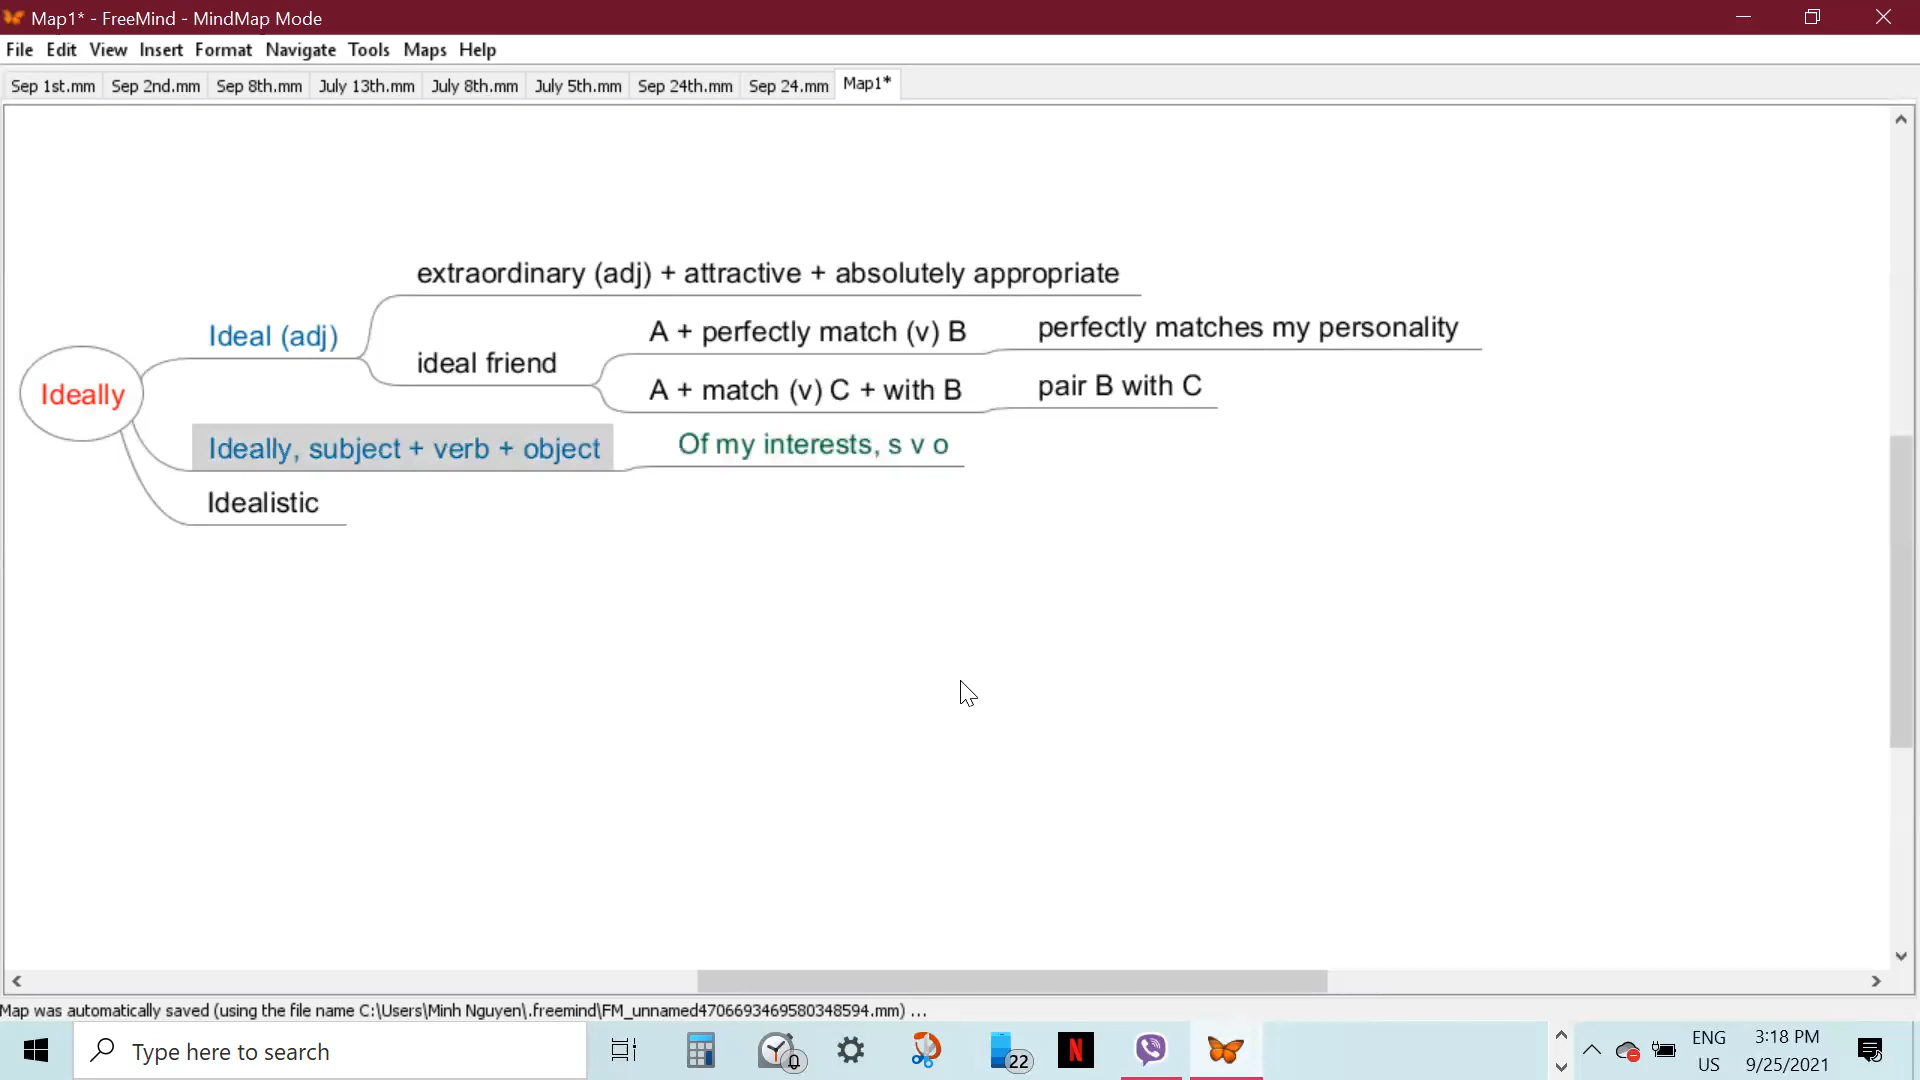 Map1* - FreeMind - MindMap Mode
File Edit View Insert Format Navigate Tools Maps Help
Sep 1st.mm Sep 2nd.mm Sep 8th.mm July 13th.mm July 8th.mm July 5th.mm Sep 24th.mm Sep 24.mm Map1*
extraordinary (adj) + attractive + absolutely appropriate
Ideal (adj)
ideal friend
A + perfectly match (v) B
perfectly matches my personality
A + match (v) C + with B
pair B with C
Ideally
Ideally, subject + verb + object
Of my interests, s v o
Idealistic
Map was automatically saved (using the file name C:\Users\Minh Nguyen\.freemind\FM_unnamed4706693469580348594.mm) ...
Type here to search
22
N
ENG
US
3:18 PM
9/25/2021